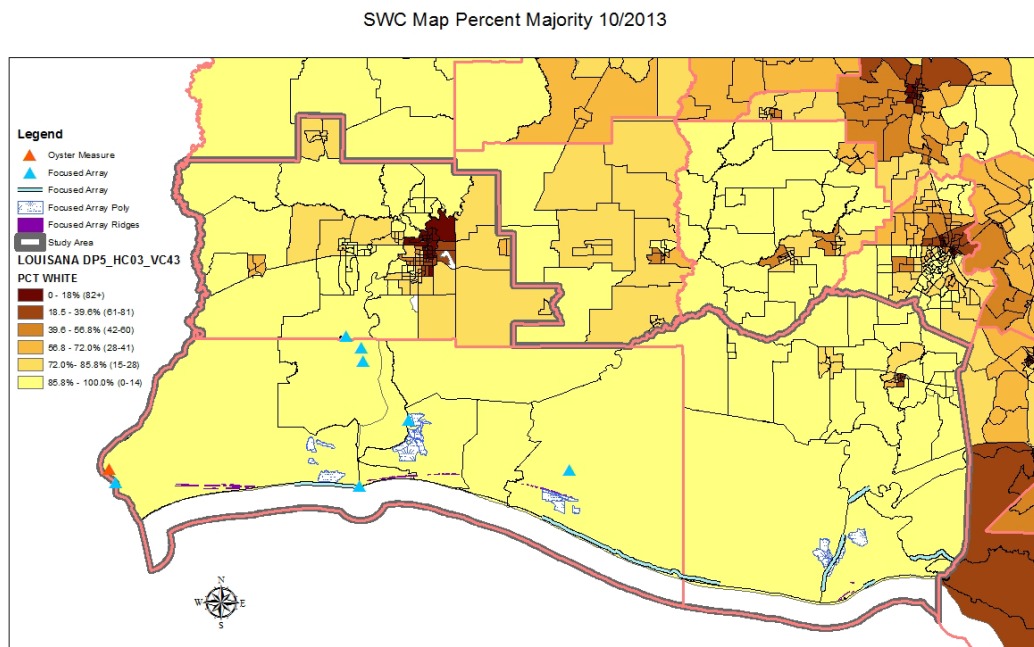 SWC Map Percent Majority 10/2013
Legend
Oyster Measure
Focused Array
Focused Array
Focused Array Poly
Focused Array Ridges
Study Area
LOUISANA DP5_HC03_VC43
PCT WHITE
0 - 18% (82+)
18.5 - 39.6% (61-81)
39.6 - 56.8% (42-60)
56.8 - 72.0% (28-41)
72.0% - 85.8% (15-28)
85.8% - 100.0% (0-14)
N
W E
S